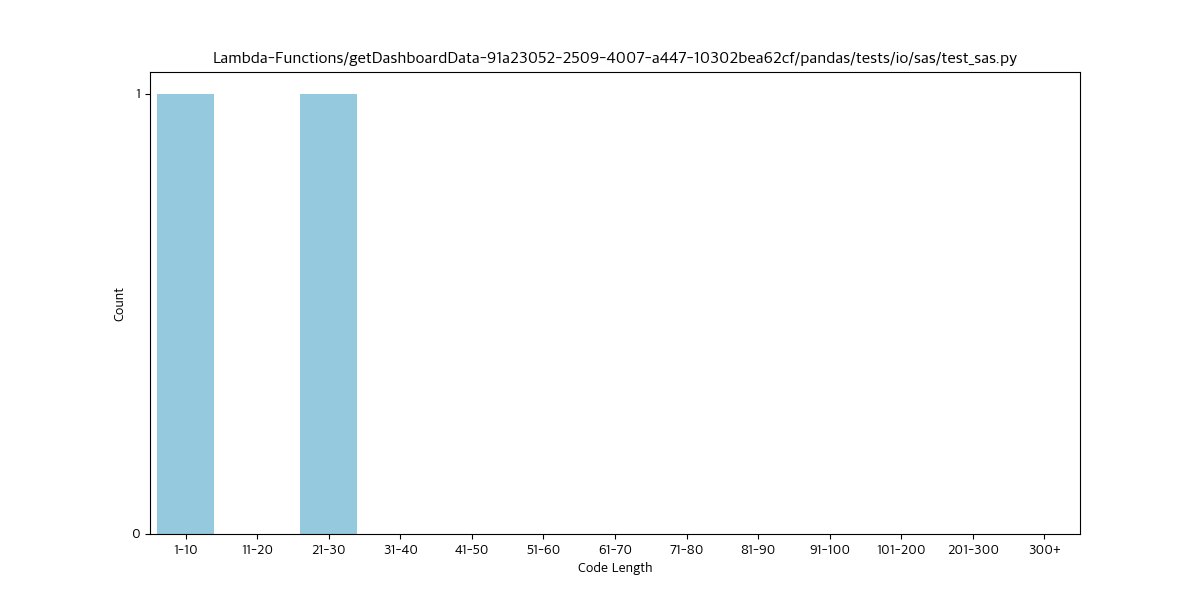 Lambda-Functions/getDashboardData-91a23052-2509-4007-a447-10302bea62cf/pandas/tests/io/sas/test_sas.py
1
Count
0
1-10 11-20 21-30 31-40 41-50 51-60 61-70 71-80 81-90 91-100 101-200 201-300 300+
Code Length